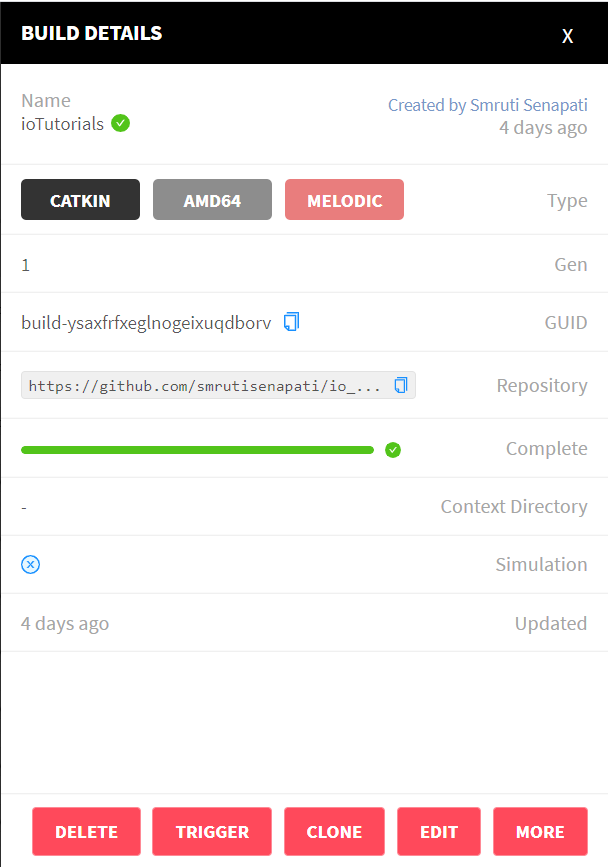 BUILD DETAILS X
Name
ioTutorials
Created by Smruti Senapati
4 days ago
CATKIN AMD64 MELODIC Type
1 Gen
build-ysaxfrfxeglnogeixuqdborv GUID
https://github.com/smrutisenapati/io_... Repository
Complete
- Context Directory
Simulation
4 days ago Updated
DELETE TRIGGER CLONE EDIT MORE